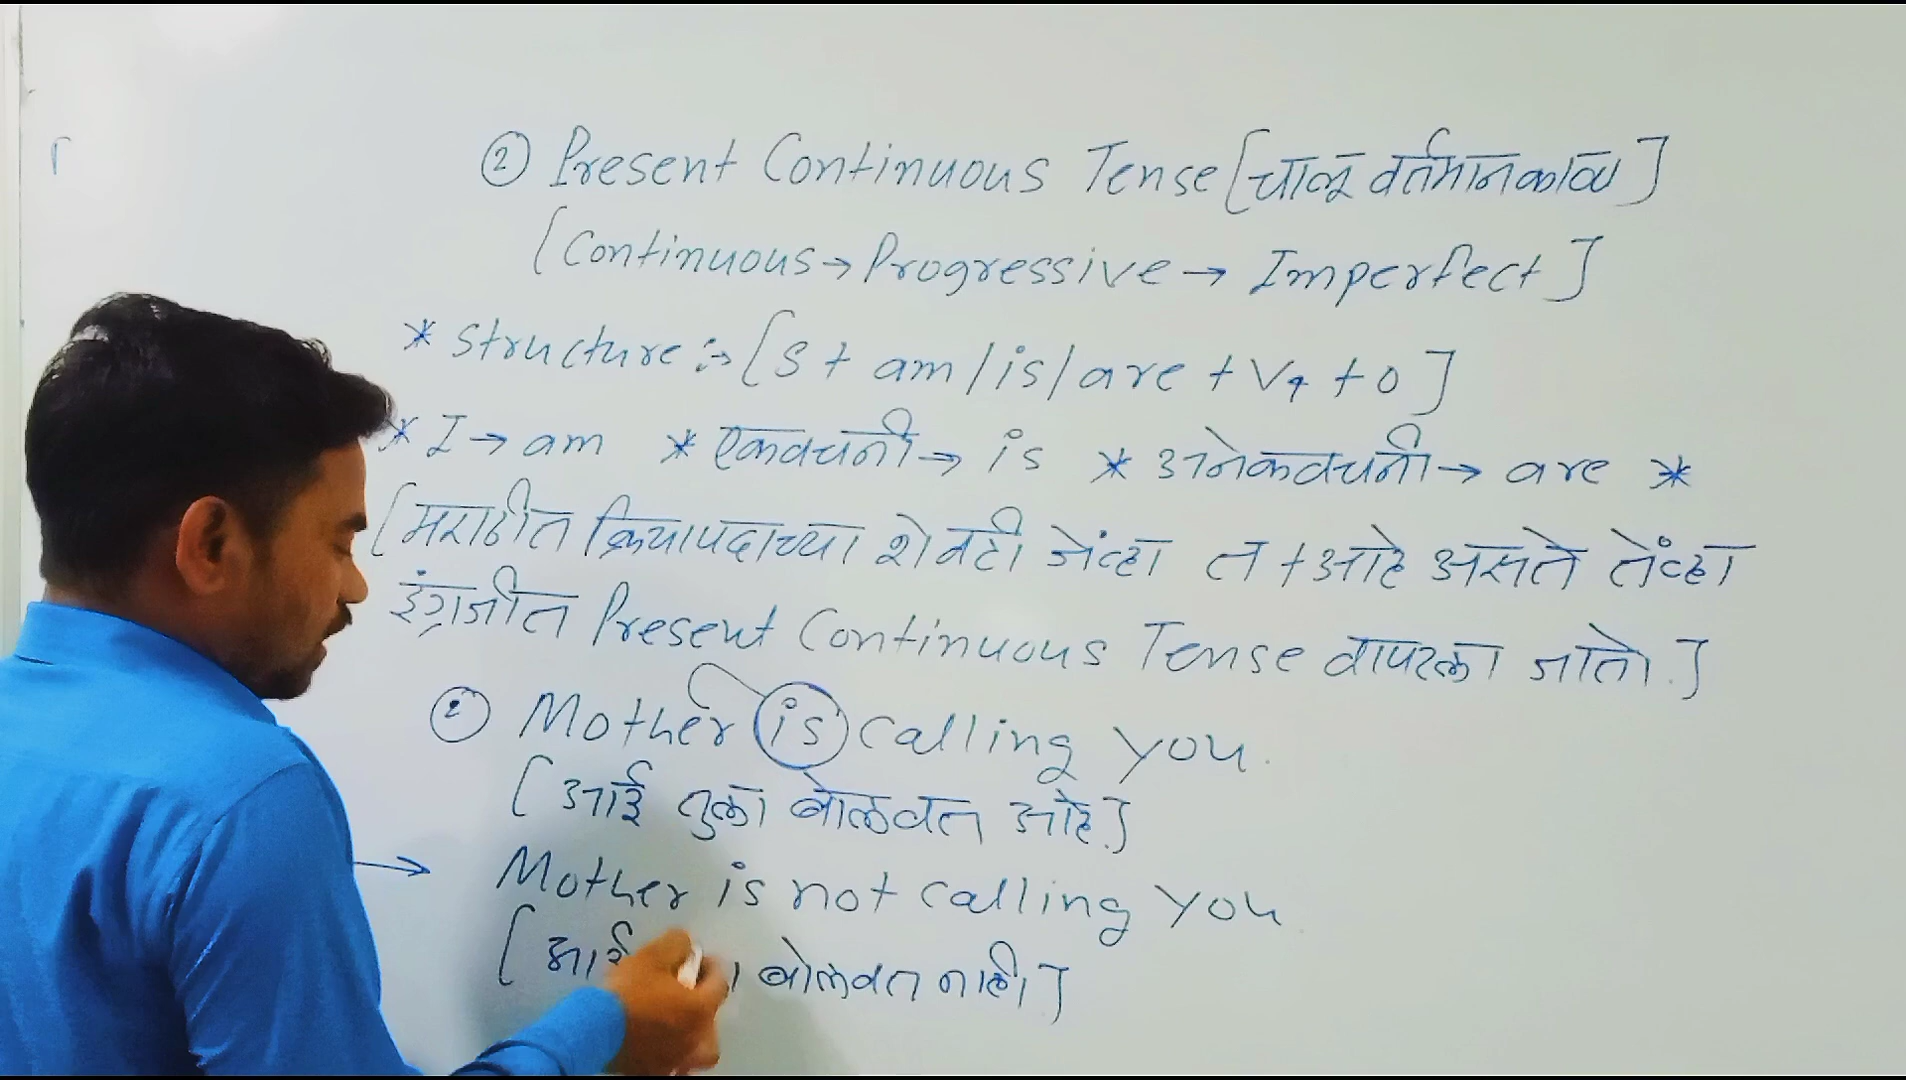 ② Present Continuous Tense [चालू वर्तमानकाळ]
[Continuous → Progressive → Imperfect]
* Structure :→ [S + am / is / are + V4 + O]
* I → am * एकवचनी → is * अनेकवचनी → are *
[मराठीत क्रियापदाच्या शेवटी जेंव्हा त + आहे असते तेंव्हा
इंग्रजीत Present Continuous Tense वापरला जातो.]
② Mother is calling you.
[आई तुला बोलवत आहे.]
→ Mother is not calling you
[आई बोलवत नाही]